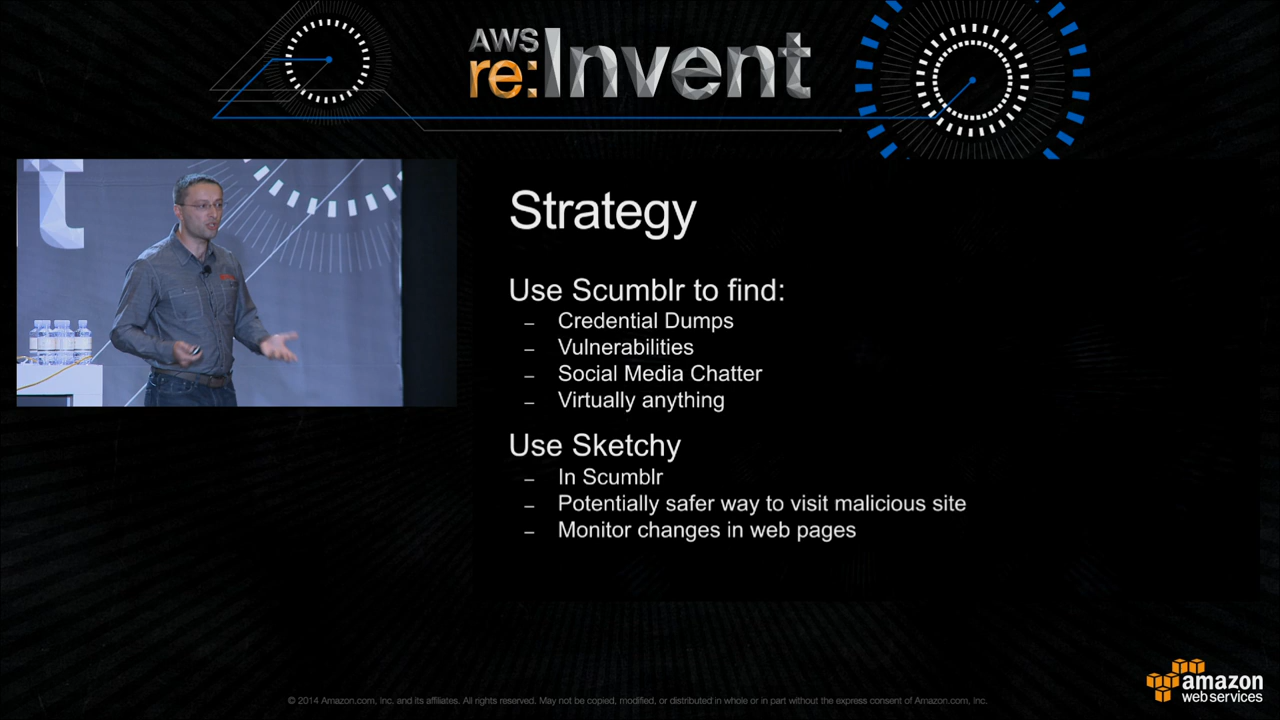 AWS
re:Invent
t
Strategy
Use Scumblr to find:
– Credential Dumps
– Vulnerabilities
– Social Media Chatter
– Virtually anything
Use Sketchy
– In Scumblr
– Potentially safer way to visit malicious site
– Monitor changes in web pages
© 2014 Amazon.com, Inc. and its affiliates. All rights reserved. May not be copied, modified, or distributed in whole or in part without the express consent of Amazon.com, Inc.
amazon
web services